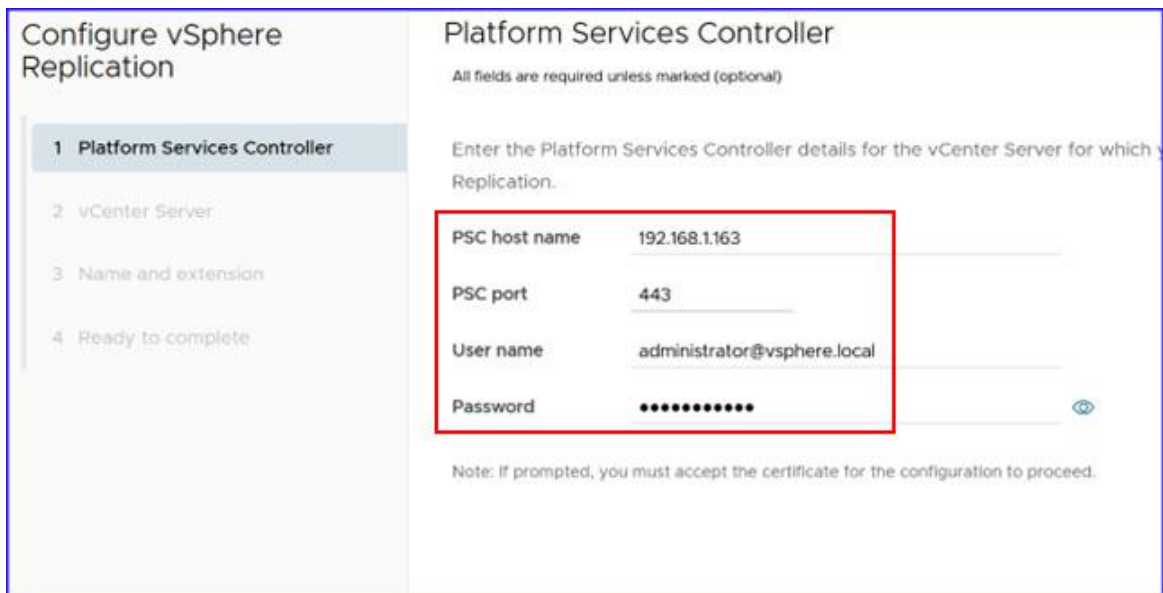 Configure vSphere
Replication
1 Platform Services Controller
2 vCenter Server
3 Name and extension
4 Ready to complete
Platform Services Controller
All fields are required unless marked (optional)
Enter the Platform Services Controller details for the vCenter Server for which
Replication.
PSC host name 192.168.1.163
PSC port 443
User name administrator@vsphere.local
Password •••••••••••
Note: If prompted, you must accept the certificate for the configuration to proceed.